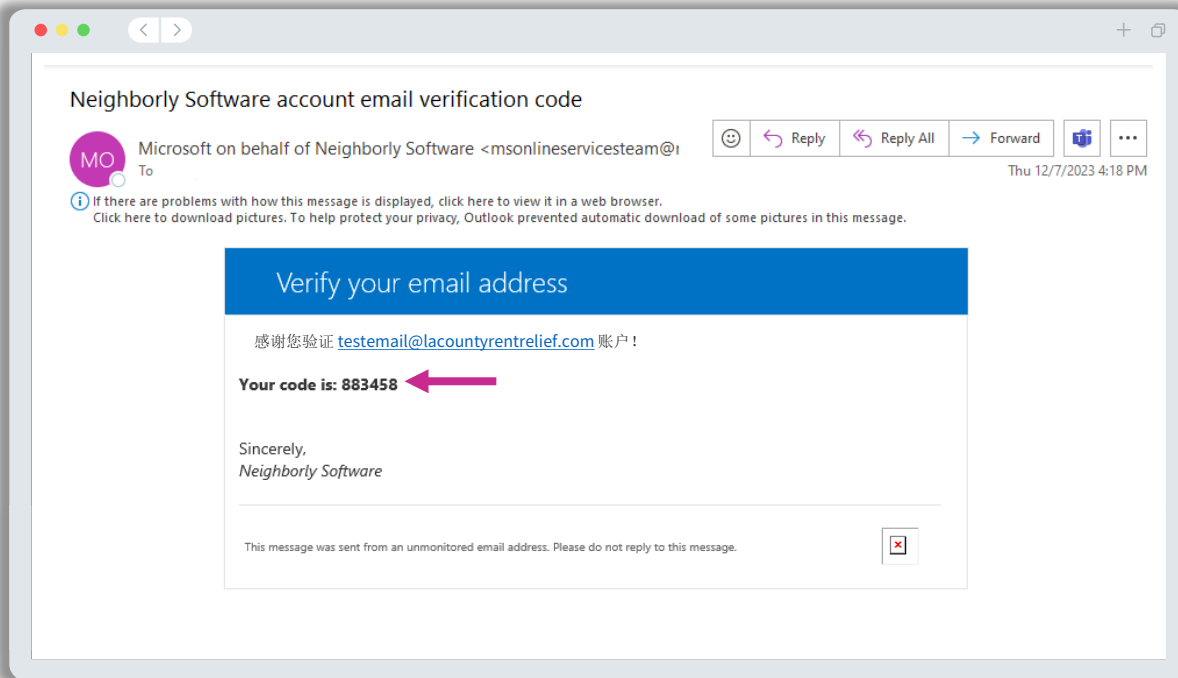 Neighborly Software account email verification code
MO
Microsoft on behalf of Neighborly Software <msonlineservicesteam@
Reply
Reply All
Forward
To
Thu 12/7/2023 4:18 PM
If there are problems with how this message is displayed, click here to view it in a web browser.
Click here to download pictures. To help protect your privacy, Outlook prevented automatic download of some pictures in this message.
Verify your email address
感谢您验证 testemail@lacountyrentrelief.com 账户!
Your code is: 883458
Sincerely,
Neighborly Software
This message was sent from an unmonitored email address. Please do not reply to this message.